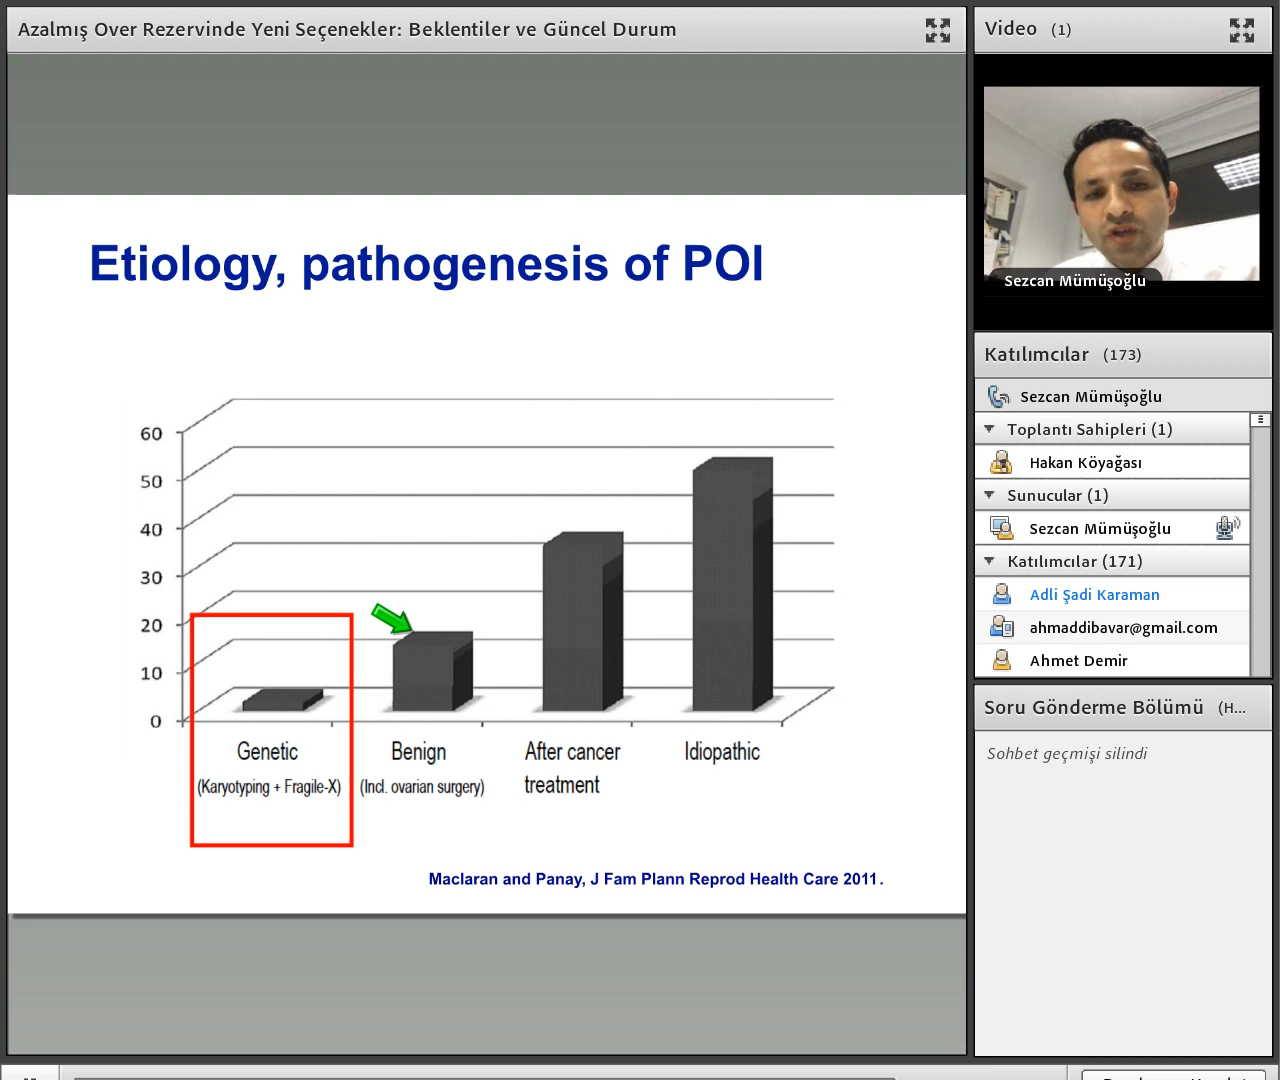 Azalmış Over Rezervinde Yeni Seçenekler: Beklentiler ve Güncel Durum
Etiology, pathogenesis of POI
60
50
40
30
20
10
0
Genetic
(Karyotyping + Fragile-X)
Benign
(Incl. ovarian surgery)
After cancer
treatment
Idiopathic
Maclaran and Panay, J Fam Plann Reprod Health Care 2011.
Video (1)
Sezcan Mümüşoğlu
Katılımcılar (173)
Sezcan Mümüşoğlu
Toplantı Sahipleri (1)
Hakan Köyağası
Sunucular (1)
Sezcan Mümüşoğlu
Katılımcılar (171)
Adli Şadi Karaman
ahmaddibavar@gmail.com
Ahmet Demir
Soru Gönderme Bölümü (H...
Sohbet geçmişi silindi